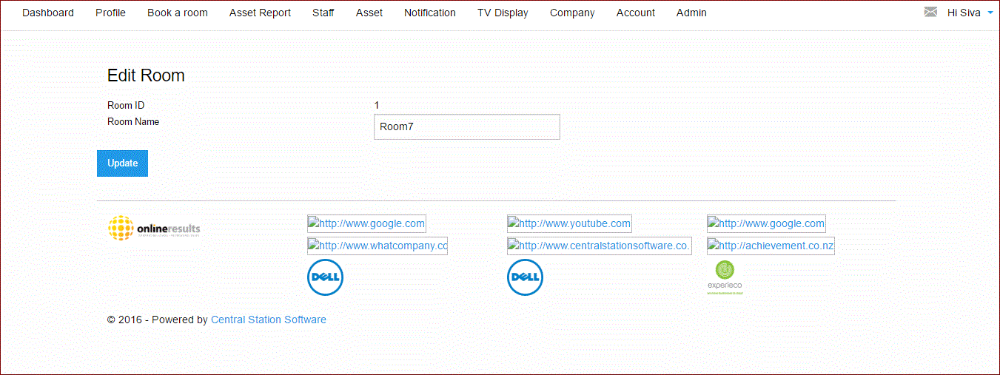 Dashboard Profile Book a room Asset Report Staff Asset Notification TV Display Company Account Admin Hi Siva
Edit Room
Room ID 1
Room Name Room7
Update
onlineresults
http://www.google.com http://www.youtube.com http://www.google.com
http://www.whatcompany.co http://www.centralstationsoftware.co. http://achievement.co.nz
DELL DELL experieco
© 2016 - Powered by Central Station Software